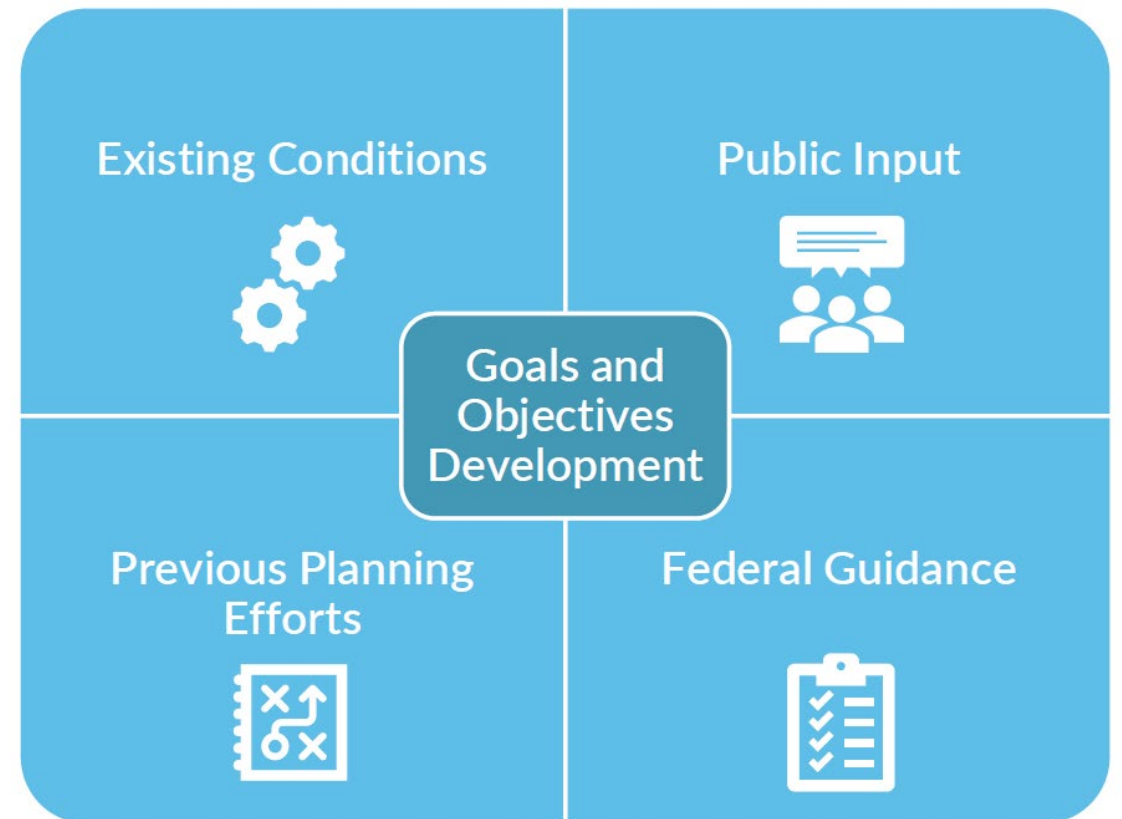 Existing Conditions
Public Input
Goals and
Objectives
Development
Previous Planning
Efforts
Federal Guidance